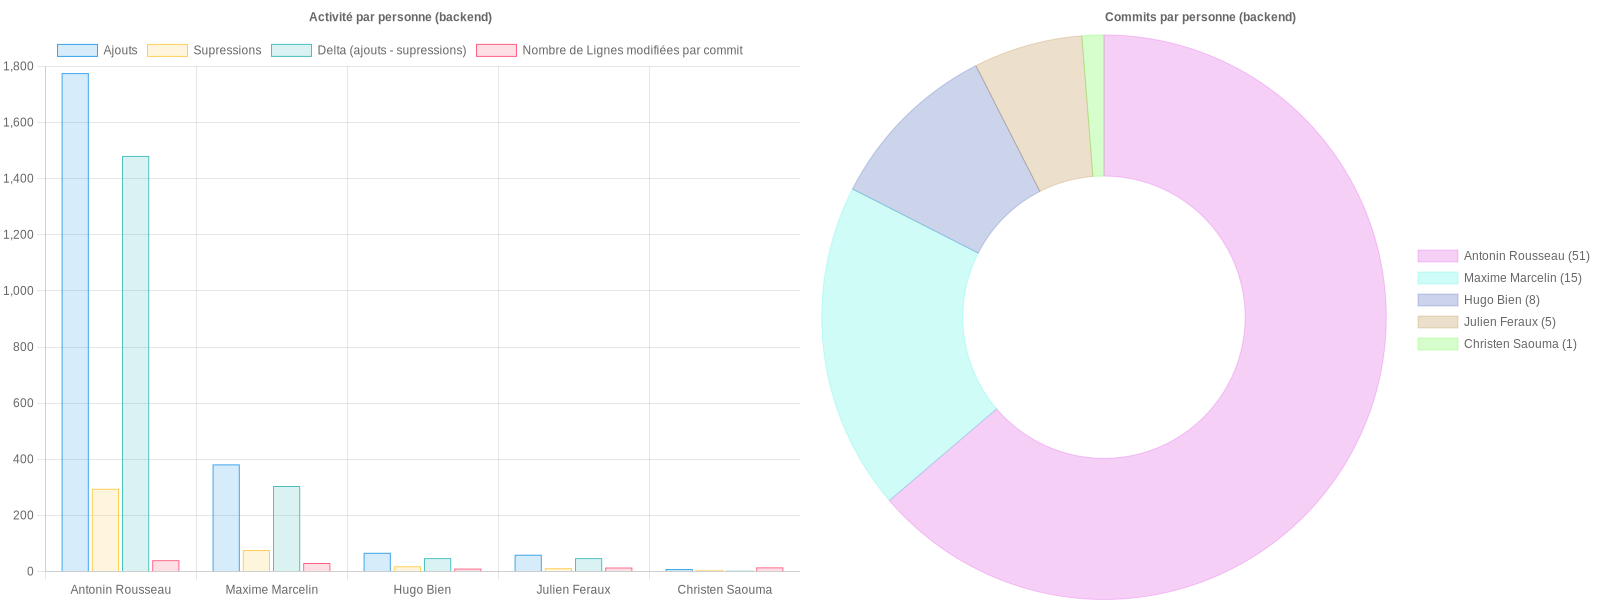 Activité par personne (backend)
Ajouts
Supressions
Delta (ajouts - supressions)
Nombre de Lignes modifiées par commit
1,800
1,600
1,400
1,200
1,000
800
600
400
200
0
Antonin Rousseau
Maxime Marcelin
Hugo Bien
Julien Feraux
Christen Saouma
Commits par personne (backend)
Antonin Rousseau (51)
Maxime Marcelin (15)
Hugo Bien (8)
Julien Feraux (5)
Christen Saouma (1)